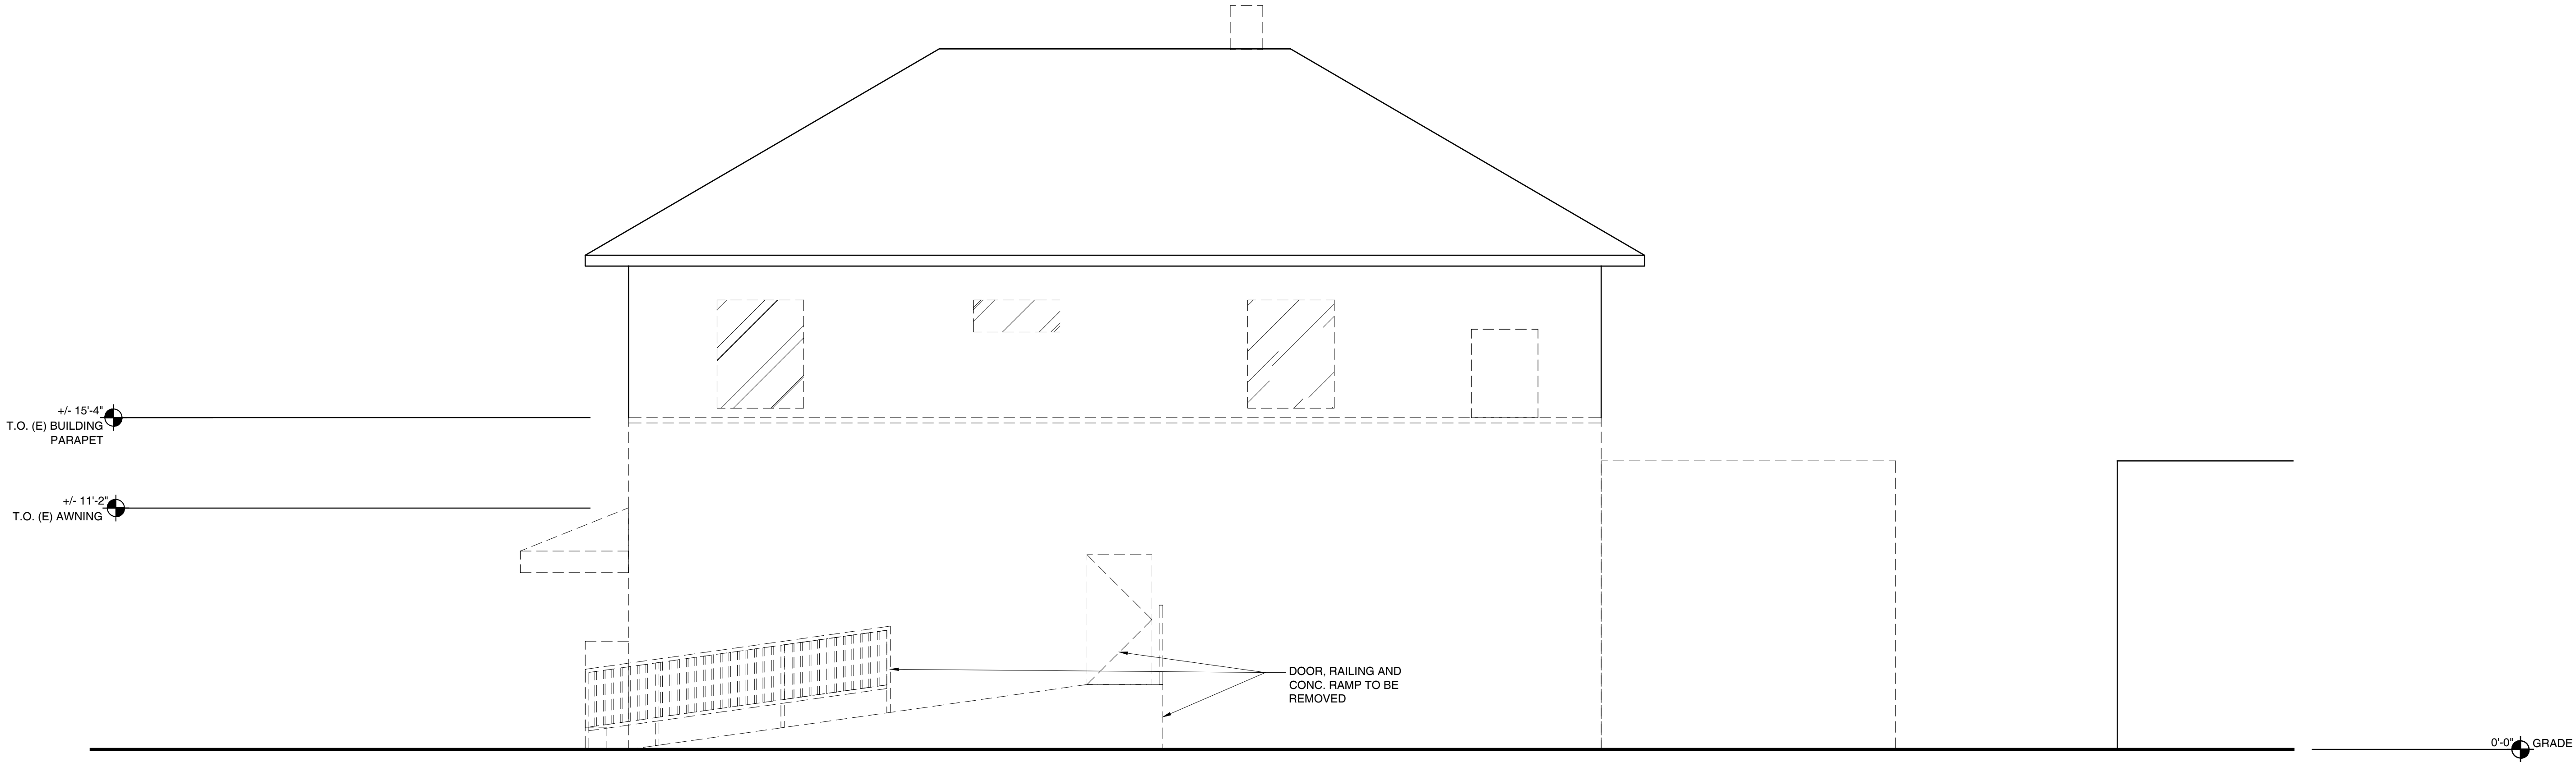 +/- 15'-4"
T.O. (E) BUILDING
PARAPET
+/- 11'-2"
T.O. (E) AWNING
DOOR, RAILING AND
CONC. RAMP TO BE
REMOVED
0'-0" GRADE